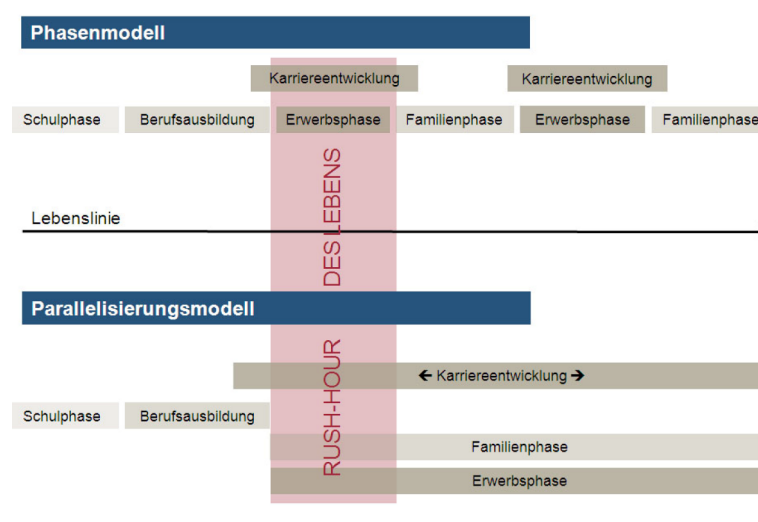 Phasenmodell
Karriereentwicklung Karriereentwicklung
Schulphase Berufsausbildung Erwerbsphase Familienphase Erwerbsphase Familienphase
Lebenslinie
RUSH-HOUR DES LEBENS
Parallelisierungsmodell
← Karriereentwicklung →
Schulphase Berufsausbildung
Familienphase
Erwerbsphase